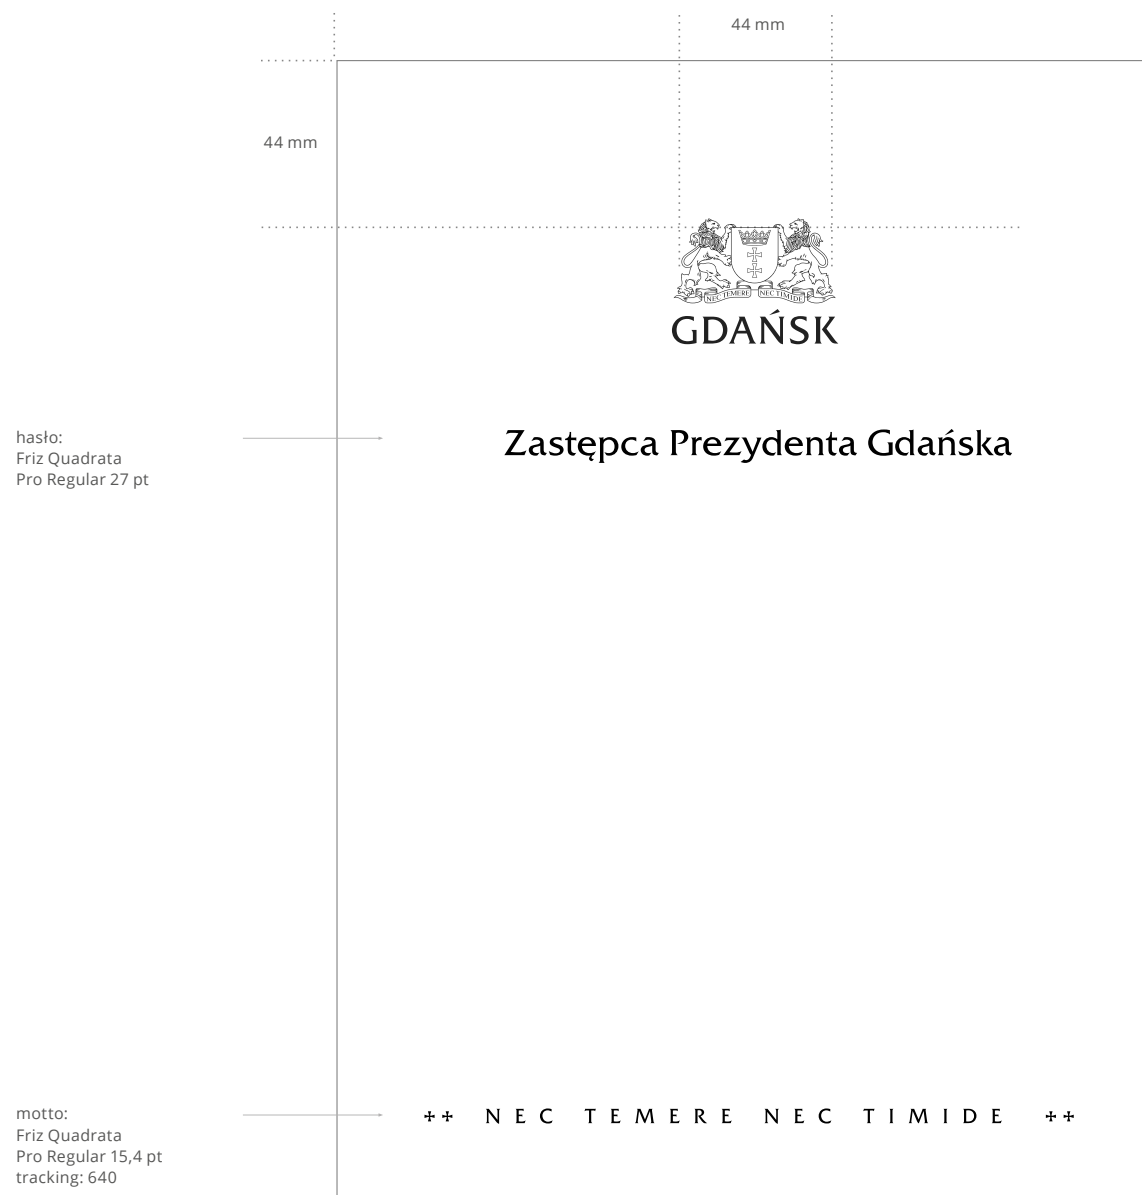 44 mm
44 mm
NEC TEMERE NEC TIMIDE
GDAŃSK
hasło:
Friz Quadrata
Pro Regular 27 pt
Zastępca Prezydenta Gdańska
motto:
Friz Quadrata
Pro Regular 15,4 pt
tracking: 640
NEC TEMERE NEC TIMIDE